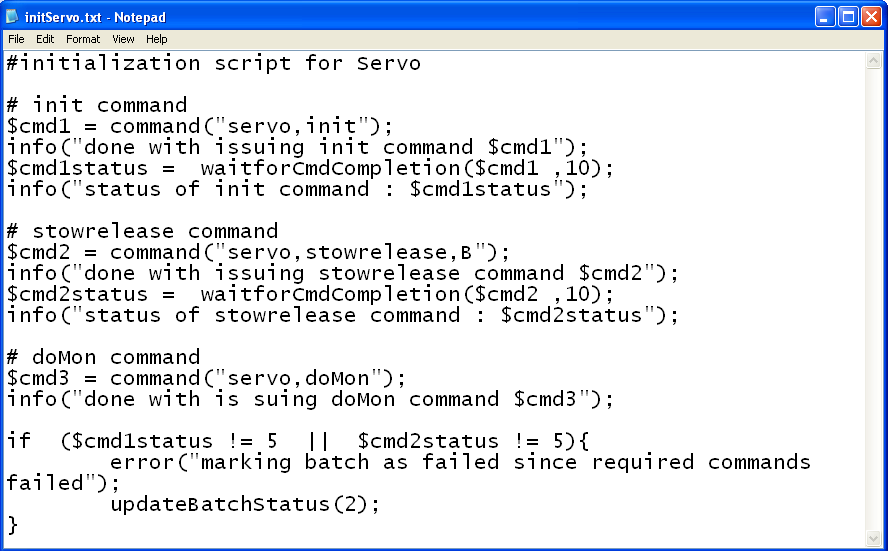 initServo.txt - Notepad
File Edit Format View Help
#initialization script for Servo

# init command
$cmd1 = command("servo,init");
info("done with issuing init command $cmd1");
$cmd1status =  waitforCmdCompletion($cmd1 ,10);
info("status of init command : $cmd1status");

# stowrelease command
$cmd2 = command("servo,stowrelease,B");
info("done with issuing stowrelease command $cmd2");
$cmd2status =  waitforCmdCompletion($cmd2 ,10);
info("status of stowrelease command : $cmd2status");

# doMon command
$cmd3 = command("servo,doMon");
info("done with is suing doMon command $cmd3");

if  ($cmd1status != 5  ||  $cmd2status != 5){
        error("marking batch as failed since required commands
failed");
        updateBatchStatus(2);
}